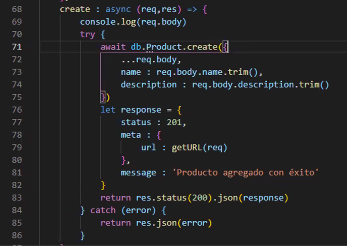 68 create : async (req,res) => {
69 console.log(req.body)
70 try {
71 await db.Product.create({
72 ...req.body,
73 name : req.body.name.trim(),
74 description : req.body.description.trim()
75 })
76 let response = {
77 status : 201,
78 meta : {
79 url : getURL(req)
80 },
81 message : 'Producto agregado con éxito'
82 }
83 return res.status(200).json(response)
84 } catch (error) {
85 return res.json(error)
86 }